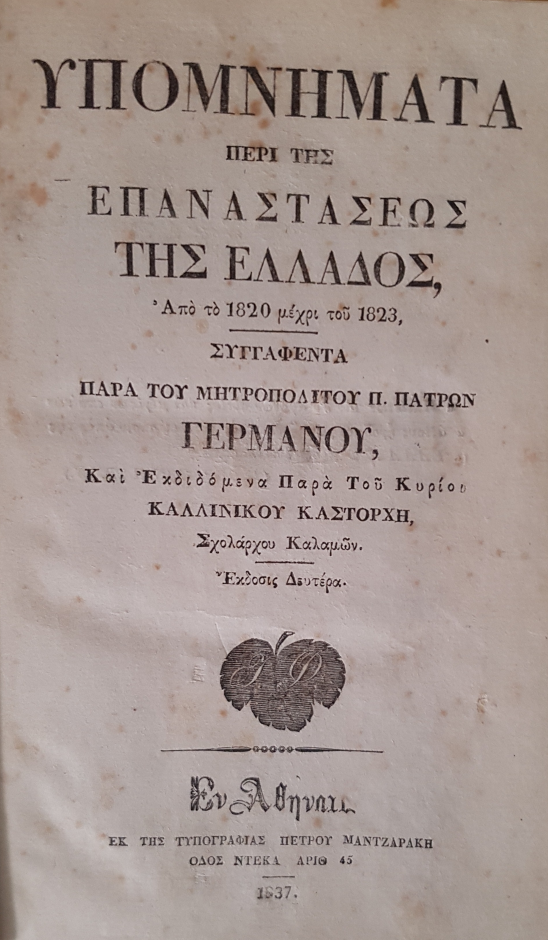 ΥΠΟΜΝΗΜΑΤΑ
ΠΕΡΙ ΤΗΣ
ΕΠΑΝΑΣΤΑΣΕΩΣ
ΤΗΣ ΕΛΛΑΔΟΣ,
Ἀπὸ τὸ 1820 μέχρι τοῦ 1823,
ΣΥΓΓΑΦΕΝΤΑ
ΠΑΡΑ ΤΟΥ ΜΗΤΡΟΠΟΛΙΤΟΥ Π. ΠΑΤΡΩΝ
ΓΕΡΜΑΝΟΥ,
Καὶ Ἐκδιδόμενα Παρὰ Τοῦ Κυρίου
ΚΑΛΛΙΝΙΚΟΥ ΚΑΣΤΟΡΧΗ,
Σχολάρχου Καλαμῶν.
Ἔκδοσις Δευτέρα.
Ἐν Ἀθήναις
ΕΚ ΤΗΣ ΤΥΠΟΓΡΑΦΙΑΣ ΠΕΤΡΟΥ ΜΑΝΤΖΑΡΑΚΗ
ΟΔΟΣ ΝΤΕΚΑ ΑΡΙΘ 45
1837.